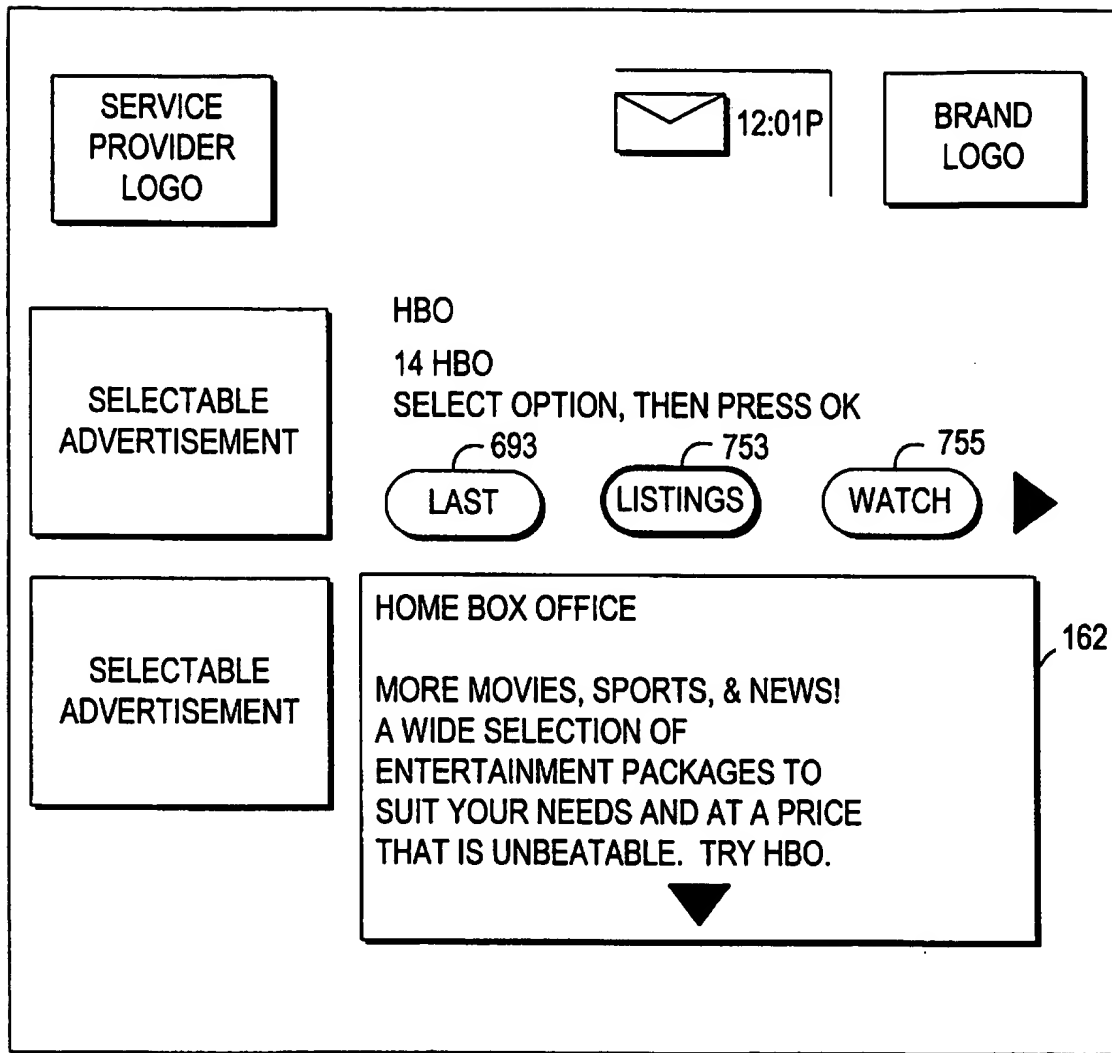 SERVICE
PROVIDER
LOGO
12:01P
BRAND
LOGO
SELECTABLE
ADVERTISEMENT
HBO
14 HBO
SELECT OPTION, THEN PRESS OK
693
753
755
LAST
LISTINGS
WATCH
SELECTABLE
ADVERTISEMENT
HOME BOX OFFICE
162
MORE MOVIES, SPORTS, & NEWS!
A WIDE SELECTION OF
ENTERTAINMENT PACKAGES TO
SUIT YOUR NEEDS AND AT A PRICE
THAT IS UNBEATABLE. TRY HBO.